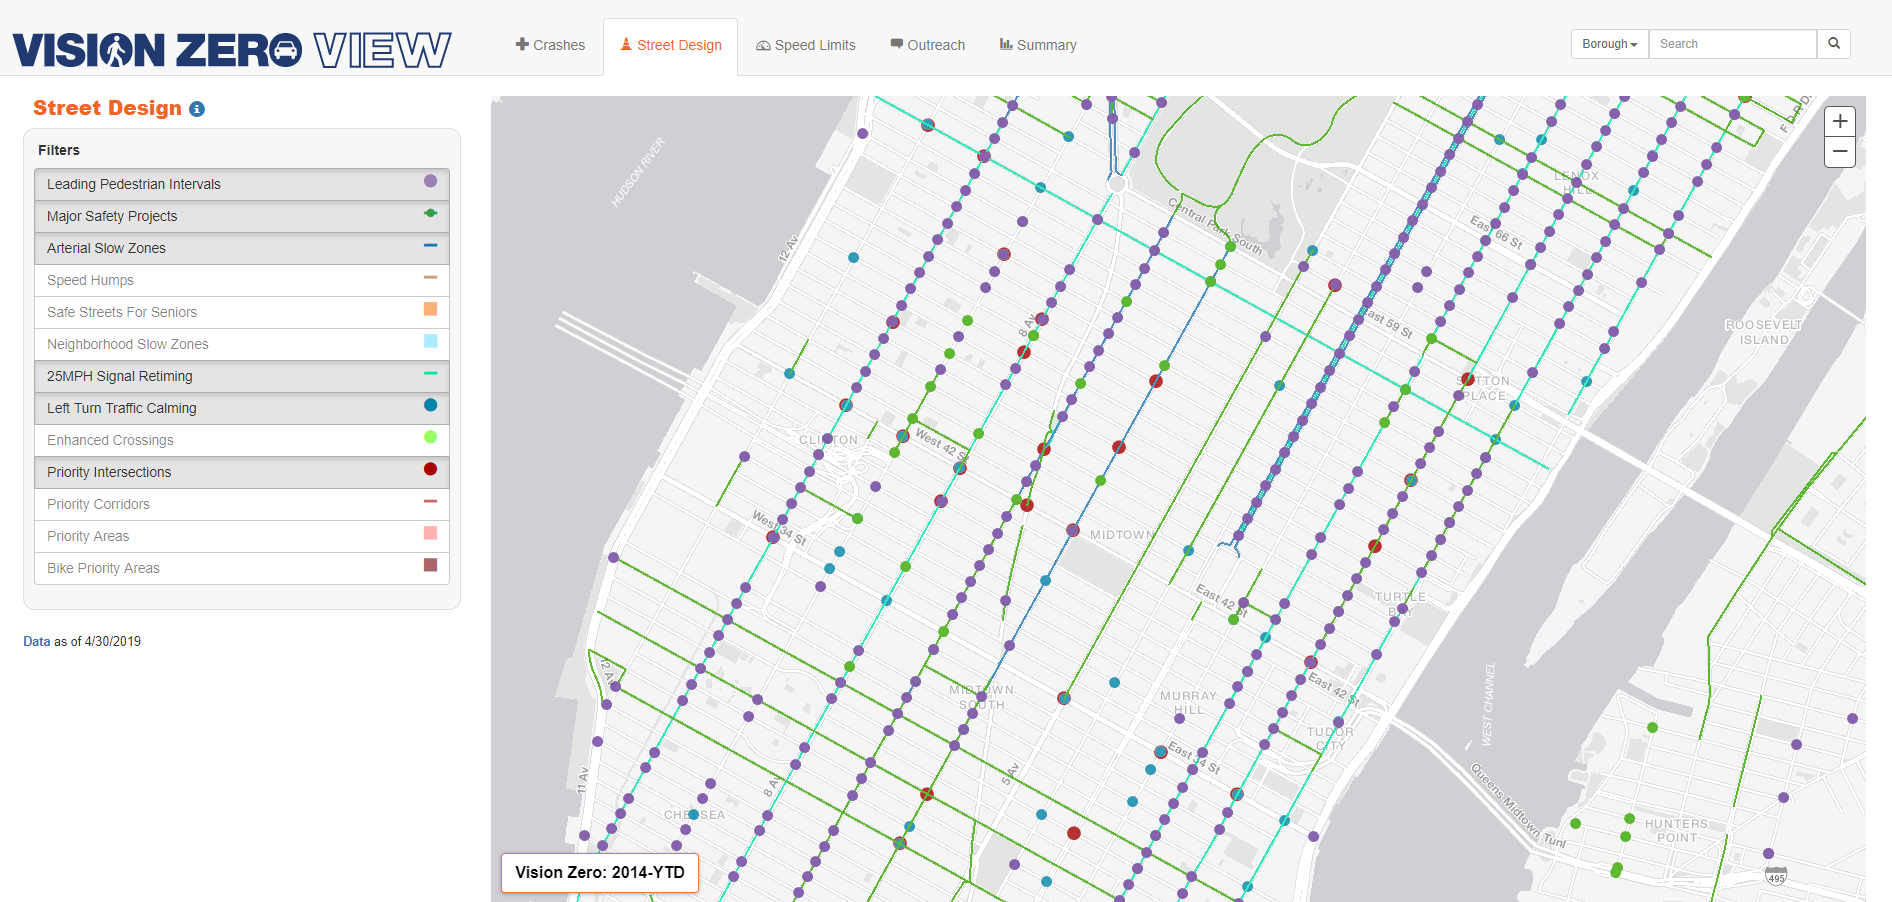 VISION ZERO VIEW
Crashes
Street Design
Speed Limits
Outreach
Summary
Borough
Search
Street Design
Filters
Leading Pedestrian Intervals
Major Safety Projects
Arterial Slow Zones
Speed Humps
Safe Streets For Seniors
Neighborhood Slow Zones
25MPH Signal Retiming
Left Turn Traffic Calming
Enhanced Crossings
Priority Intersections
Priority Corridors
Priority Areas
Bike Priority Areas
Data as of 4/30/2019
+
−
HUDSON RIVER
12 Av
Central Park South
LENOX
HILL
East 66 St
F D R D
8 Av
East 59 St
ROOSEVELT
ISLAND
SUTTON
PLACE
CLINTON
West 42 St
West 34 St
MIDTOWN
East 42 St
TURTLE
BAY
12 Av
MIDTOWN
SOUTH
MURRAY
HILL
East 42 St
TUDOR
CITY
WEST CHANNEL
East 34 St
5 Av
11 Av
8 Av
CHELSEA
Queens Midtown Tunl
HUNTERS
POINT
495
Vision Zero: 2014-YTD